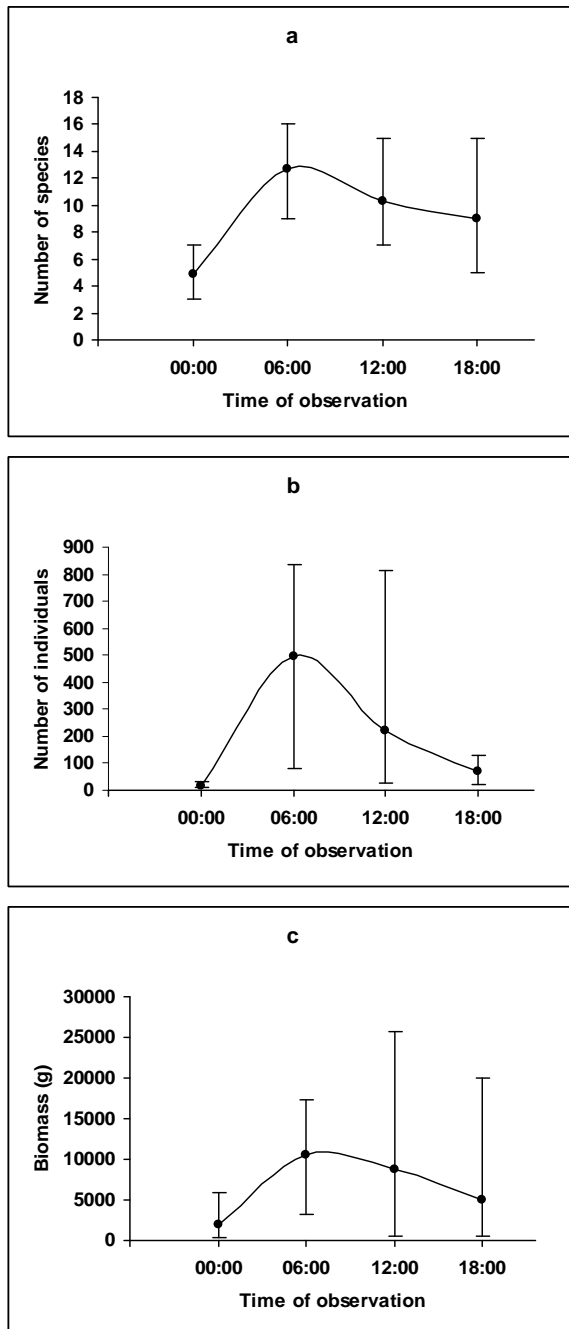 a
Number of species
18
16
14
12
10
8
6
4
2
0
00:00 06:00 12:00 18:00
Time of observation
b
Number of individuals
900
800
700
600
500
400
300
200
100
0
00:00 06:00 12:00 18:00
Time of observation
c
Biomass (g)
30000
25000
20000
15000
10000
5000
0
00:00 06:00 12:00 18:00
Time of observation